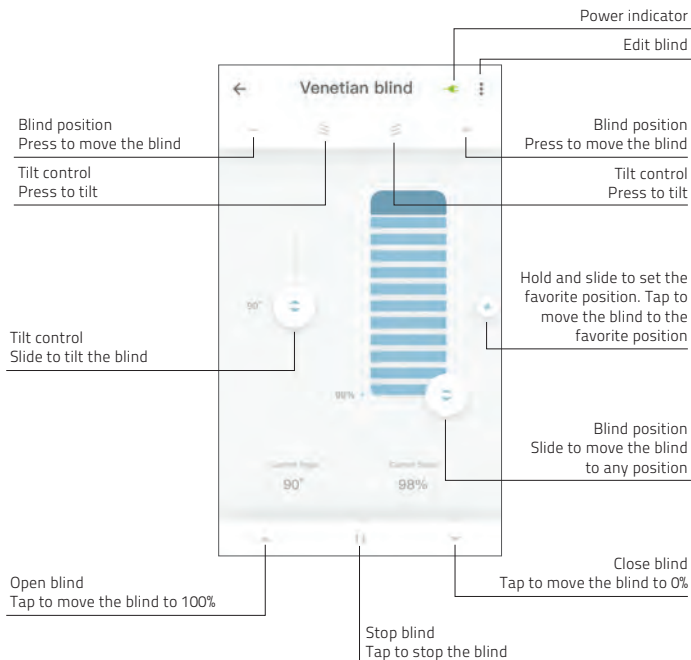 Power indicator
Edit blind
Venetian blind
Blind position
Press to move the blind
Blind position
Press to move the blind
Tilt control
Press to tilt
Tilt control
Press to tilt
Hold and slide to set the
favorite position. Tap to
move the blind to the
favorite position
90°
Tilt control
Slide to tilt the blind
98%
Blind position
Slide to move the blind
to any position
90°
98%
Open blind
Tap to move the blind to 100%
Close blind
Tap to move the blind to 0%
Stop blind
Tap to stop the blind